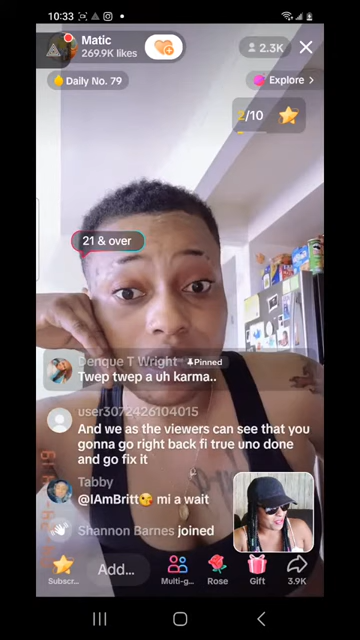 10:33
Matic
269.9K likes
2.3K
Daily No. 79
Explore >
2/10
21 & over
Denque T Wright Pinned
Twep twep a uh karma..
user3072426104015
And we as the viewers can see that you
gonna go right back fi true uno done
and go fix it
Tabby
@IAmBritt😘 mi a wait
Shannon Barnes joined
Subscr...
Add...
Multi-g...
Rose
Gift
3.9K